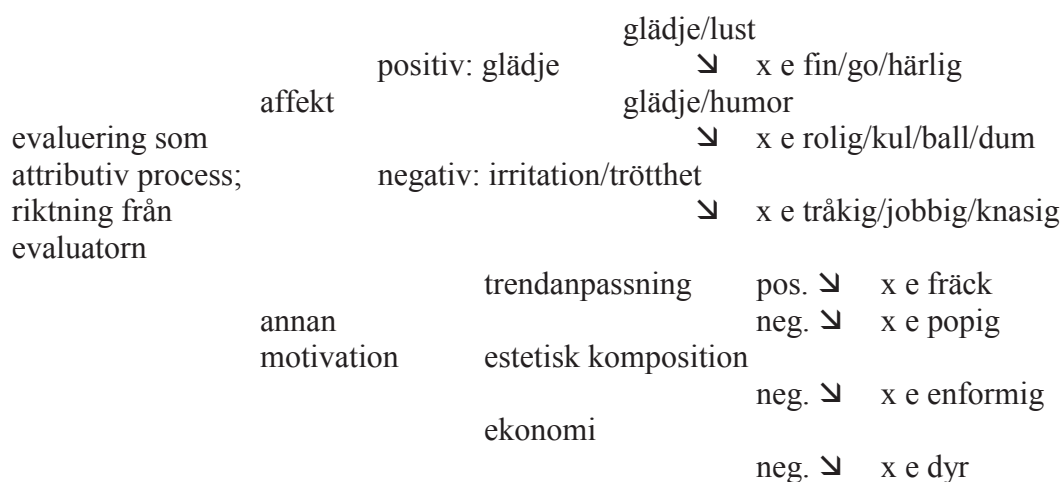 glädje/lust
positiv: glädje ↘ x e fin/go/härlig
affekt glädje/humor
evaluering som ↘ x e rolig/kul/ball/dum
attributiv process; negativ: irritation/trötthet
riktning från ↘ x e tråkig/jobbig/knasig
evaluatorn
trendanpassning pos. ↘ x e fräck
annan neg. ↘ x e popig
motivation estetisk komposition
neg. ↘ x e enformig
ekonomi
neg. ↘ x e dyr